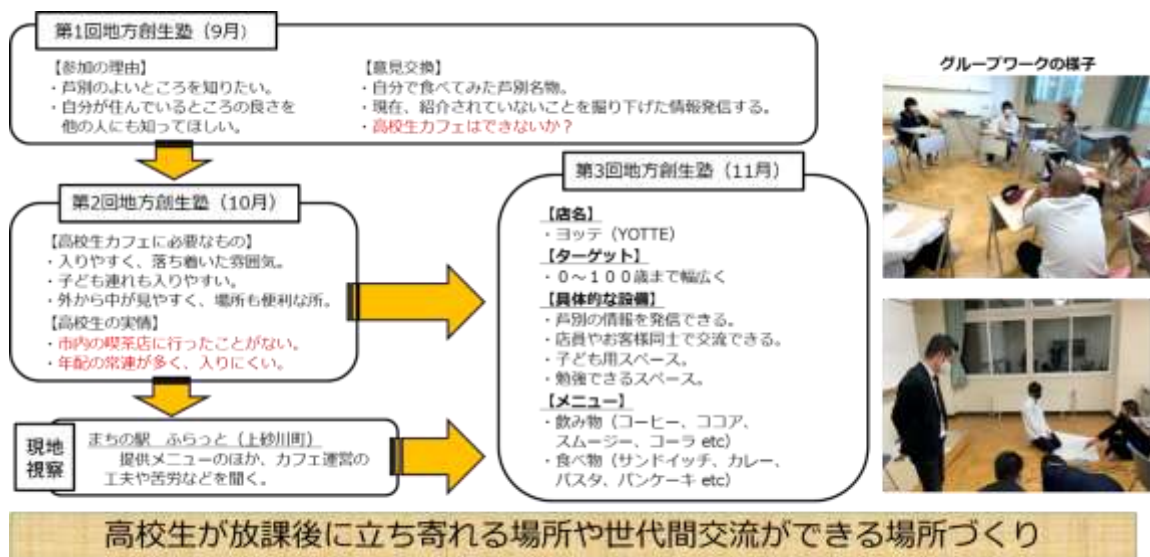 第1回地方創生塾（9月）
【参加の理由】
・芦別のよいところを知りたい。
・自分が住んでいるところの良さを
他の人にも知ってほしい。
【意見交換】
・自分で食べてみた芦別名物。
・現在、紹介されていないことを掘り下げた情報発信する。
・高校生カフェはできないか？
グループワークの様子
第2回地方創生塾（10月）
【高校生カフェに必要なもの】
・入りやすく、落ち着いた雰囲気。
・子ども連れも入りやすい。
・外から中が見やすく、場所も便利な所。
【高校生の実情】
・市内の喫茶店に行ったことがない。
・年配の常連が多く、入りにくい。
現地
視察
まちの駅　ふらっと（上砂川町）
提供メニューのほか、カフェ運営の
工夫や苦労などを聞く。
第3回地方創生塾（11月）
【店名】
・ヨッテ（YOTTE）
【ターゲット】
・０～１００歳まで幅広く
【具体的な設備】
・芦別の情報を発信できる。
・店員やお客様同士で交流できる。
・子ども用スペース。
・勉強できるスペース。
【メニュー】
・飲み物（コーヒー、ココア、
スムージー、コーラ etc）
・食べ物（サンドイッチ、カレー、
パスタ、パンケーキ etc）
高校生が放課後に立ち寄れる場所や世代間交流ができる場所づくり